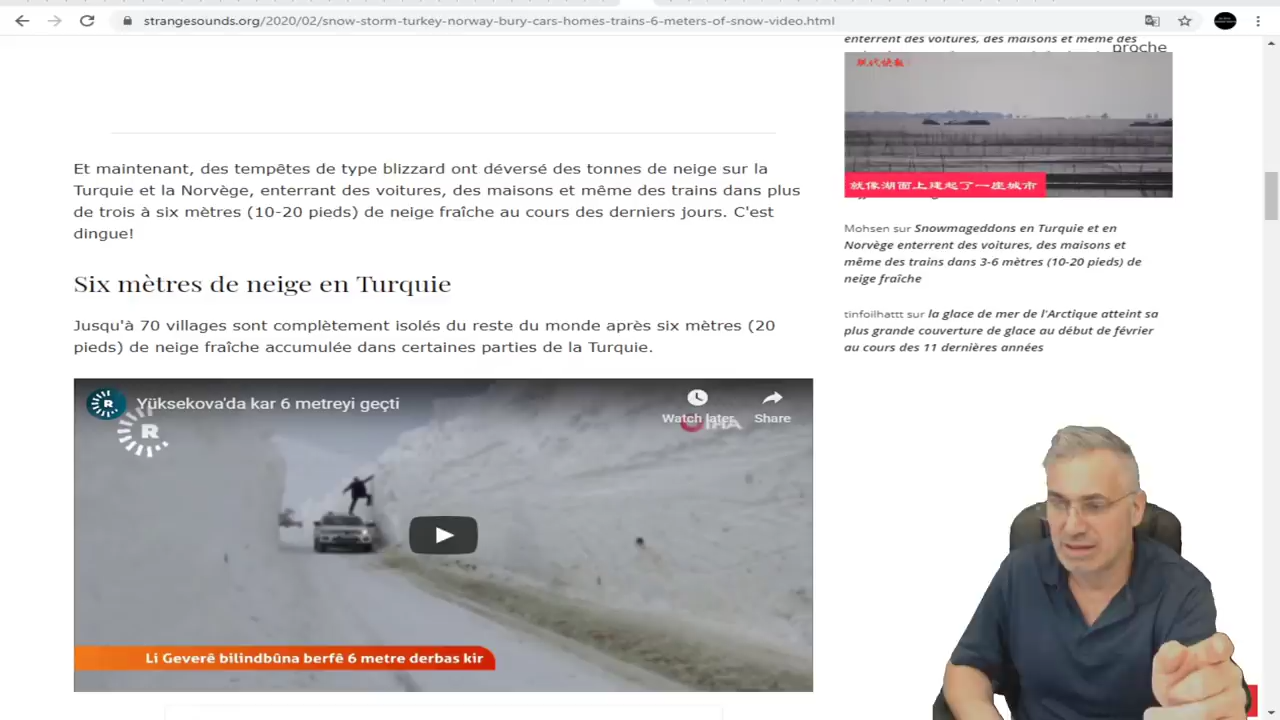 strangesounds.org/2020/02/snow-storm-turkey-norway-bury-cars-homes-trains-6-meters-of-snow-video.html
Et maintenant, des tempêtes de type blizzard ont déversé des tonnes de neige sur la
Turquie et la Norvège, enterrant des voitures, des maisons et même des trains dans plus
de trois à six mètres (10-20 pieds) de neige fraîche au cours des derniers jours. C'est
dingue!
Six mètres de neige en Turquie
Jusqu'à 70 villages sont complètement isolés du reste du monde après six mètres (20
pieds) de neige fraîche accumulée dans certaines parties de la Turquie.
Yüksekova'da kar 6 metreyi geçti
Watch later
Share
R
IHA
Li Geverê bilindbûna berfê 6 metre derbas kir
enterrent des voitures, des maisons et même des
proche
现代快报
就像湖面上建起了一座城市
Mohsen sur Snowmageddons en Turquie et en
Norvège enterrent des voitures, des maisons et
même des trains dans 3-6 mètres (10-20 pieds) de
neige fraîche
tinfoilhattt sur la glace de mer de l'Arctique atteint sa
plus grande couverture de glace au début de février
au cours des 11 dernières années